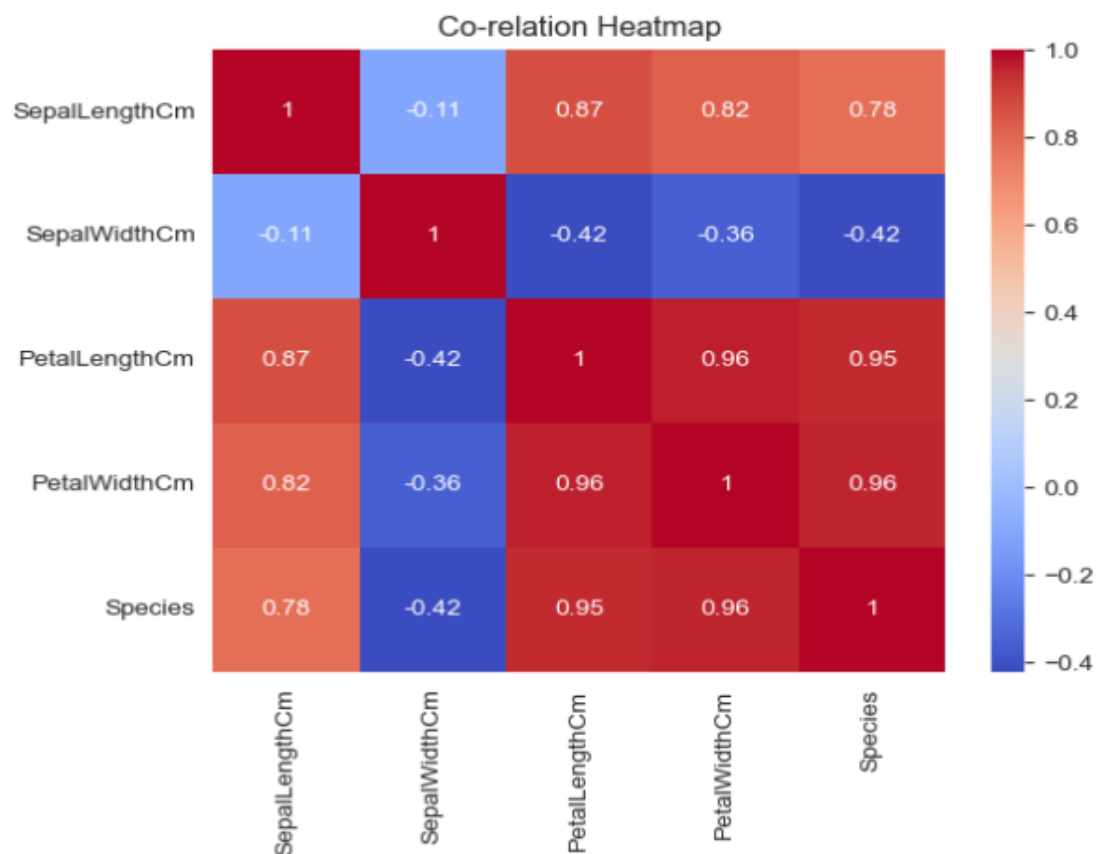 Co-relation Heatmap
SepalLengthCm 1 -0.11 0.87 0.82 0.78
SepalWidthCm -0.11 1 -0.42 -0.36 -0.42
PetalLengthCm 0.87 -0.42 1 0.96 0.95
PetalWidthCm 0.82 -0.36 0.96 1 0.96
Species 0.78 -0.42 0.95 0.96 1
SepalLengthCm
SepalWidthCm
PetalLengthCm
PetalWidthCm
Species
1.0
0.8
0.6
0.4
0.2
0.0
−0.2
−0.4